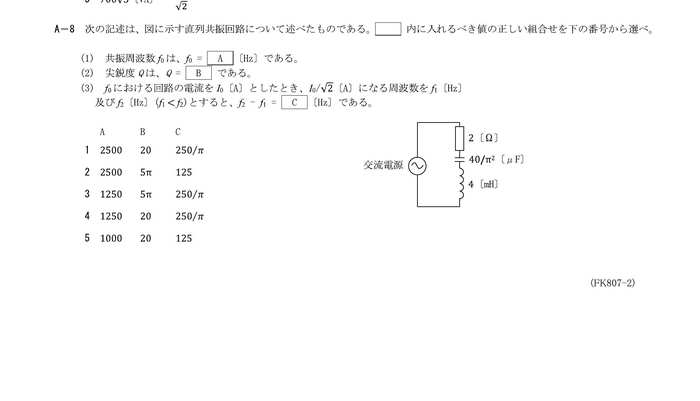 √2
A－8 次の記述は、図に示す直列共振回路について述べたものである。 内に入れるべき値の正しい組合せを下の番号から選べ。
(1) 共振周波数f₀は、f₀ = A 〔Hz〕である。
(2) 尖鋭度Qは、Q = B である。
(3) f₀における回路の電流をI₀〔A〕としたとき、I₀/√2〔A〕になる周波数をf₁〔Hz〕
及びf₂〔Hz〕(f₁ < f₂)とすると、f₂ - f₁ = C 〔Hz〕である。
A B C
1 2500 20 250/π
2 2500 5π 125
3 1250 5π 250/π
4 1250 20 250/π
5 1000 20 125
交流電源
2〔Ω〕
40/π²〔μF〕
4〔mH〕
(FK807-2)